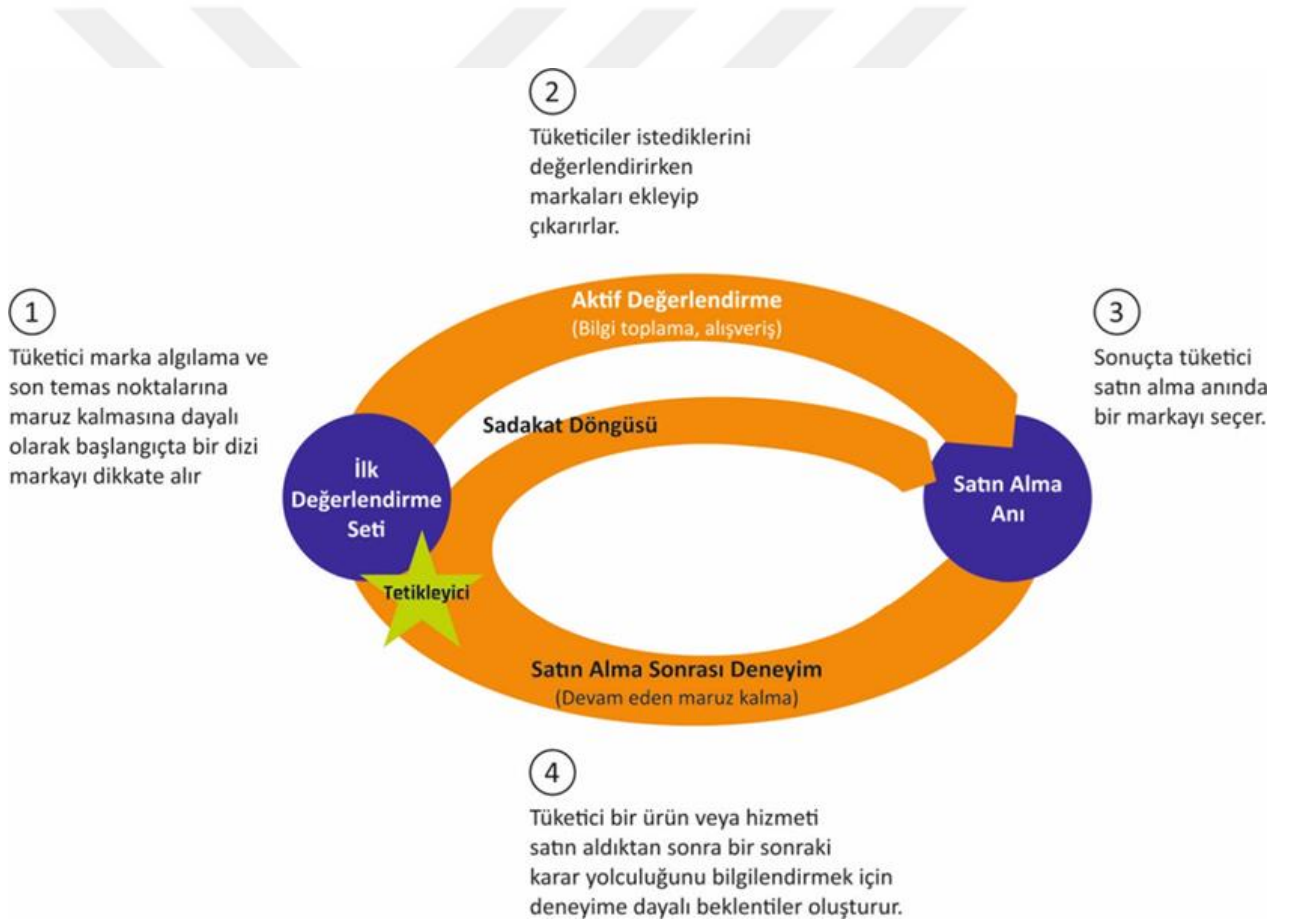 2
Tüketiciler istediklerini
değerlendirirken
markaları ekleyip
çıkarırlar.
1
Tüketici marka algılama ve
son temas noktalarına
maruz kalmasına dayalı
olarak başlangıçta bir dizi
markayı dikkate alır
Aktif Değerlendirme
(Bilgi toplama, alışveriş)
3
Sonuçta tüketici
satın alma anında
bir markayı seçer.
Sadakat Döngüsü
İlk
Değerlendirme
Seti
Satın Alma
Anı
Tetikleyici
Satın Alma Sonrası Deneyim
(Devam eden maruz kalma)
4
Tüketici bir ürün veya hizmeti
satın aldıktan sonra bir sonraki
karar yolculuğunu bilgilendirmek için
deneyime dayalı beklentiler oluşturur.